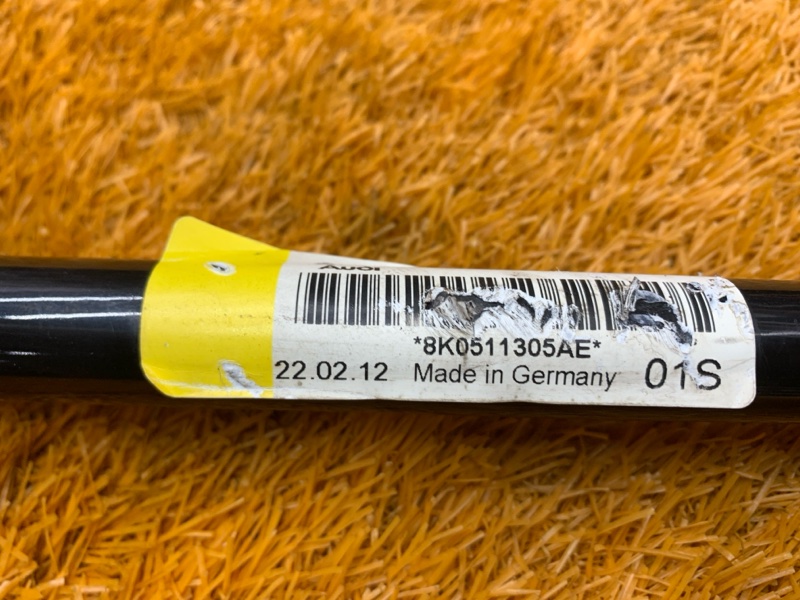 Audi
*8K0511305AE*
22.02.12 Made in Germany 01S